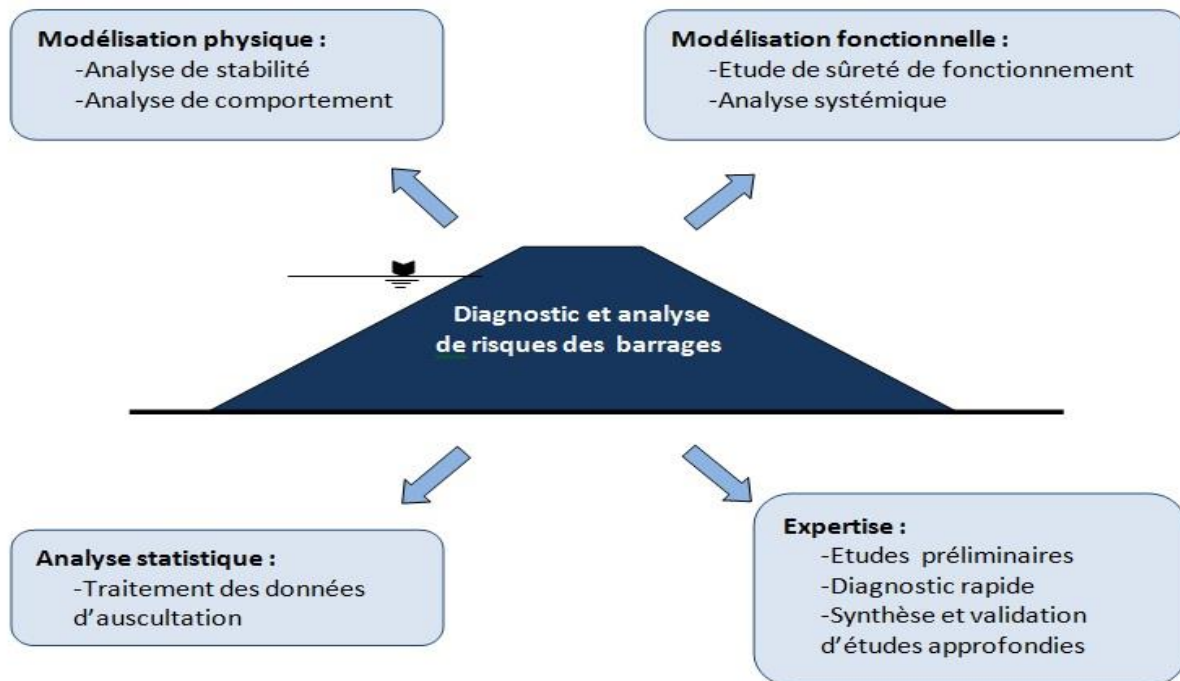 Modélisation physique :
-Analyse de stabilité
-Analyse de comportement
Modélisation fonctionnelle :
-Etude de sûreté de fonctionnement
-Analyse systémique
Diagnostic et analyse
de risques des barrages
Analyse statistique :
-Traitement des données
d'auscultation
Expertise :
-Etudes préliminaires
-Diagnostic rapide
-Synthèse et validation
d'études approfondies